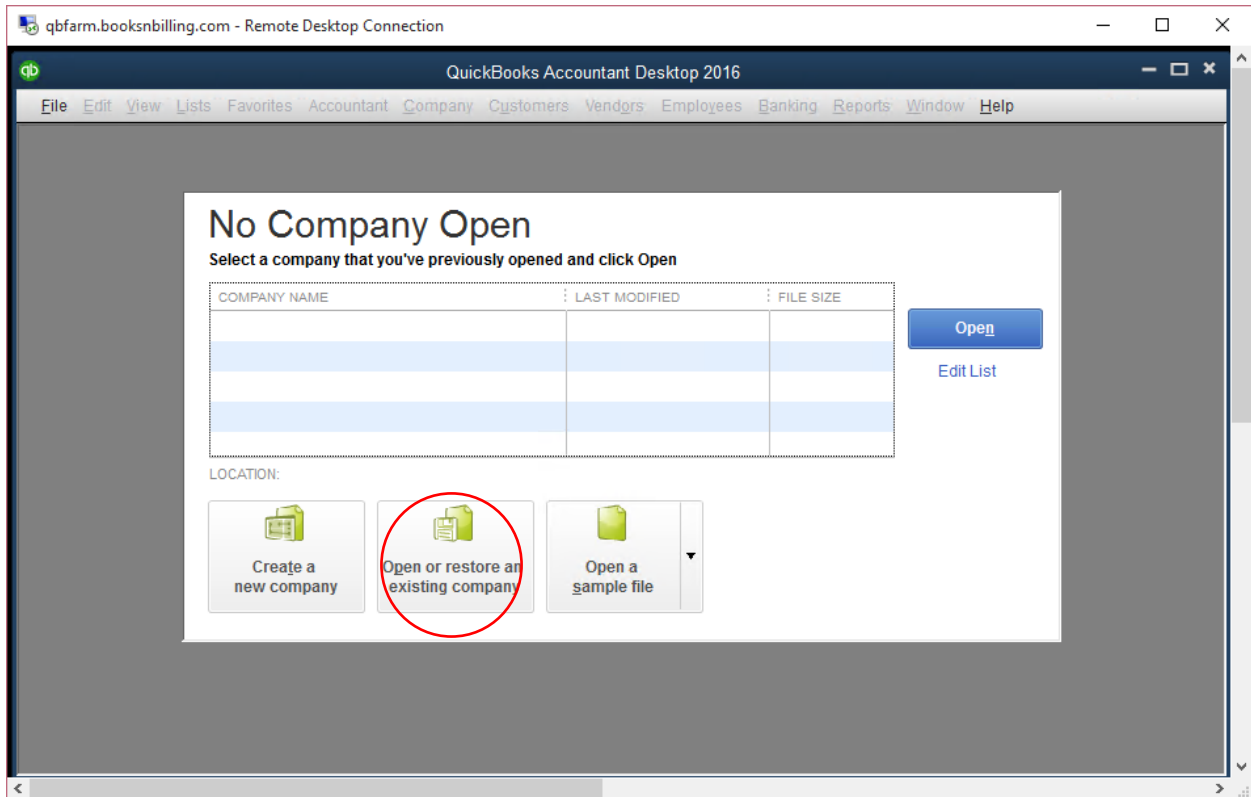 qbfarm.booksnbilling.com - Remote Desktop Connection
qb QuickBooks Accountant Desktop 2016
File Edit View Lists Favorites Accountant Company Customers Vendors Employees Banking Reports Window Help
No Company Open
Select a company that you've previously opened and click Open
COMPANY NAME LAST MODIFIED FILE SIZE
Open
Edit List
LOCATION:
Create a
new company
Open or restore an
existing company
Open a
sample file